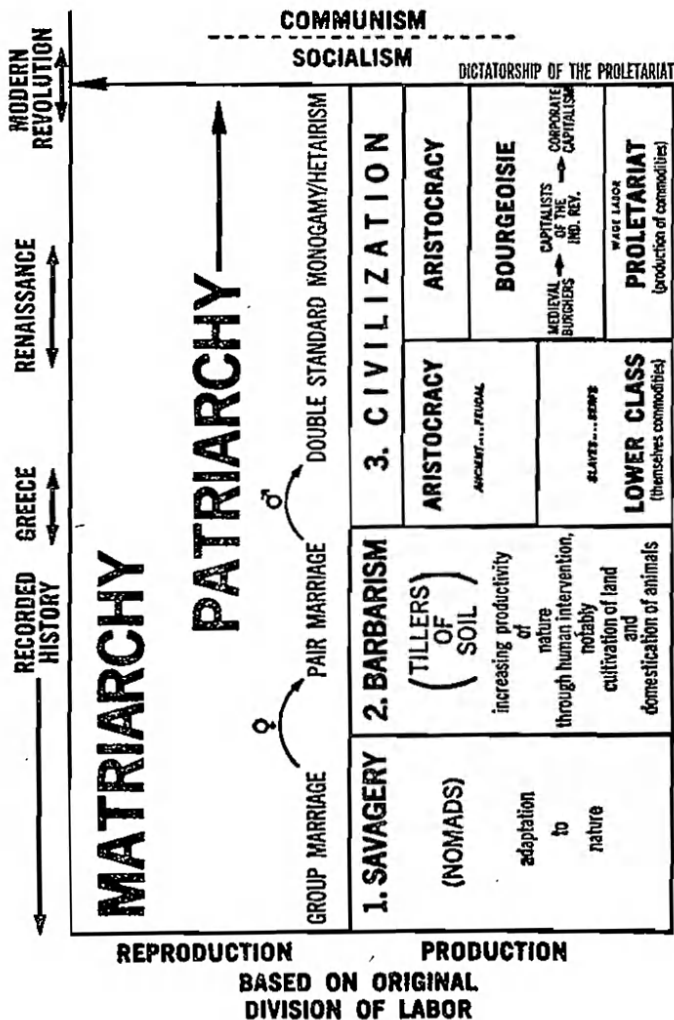 COMMUNISM
SOCIALISM
DICTATORSHIP OF THE PROLETARIAT
RECORDED
HISTORY
GREECE
RENAISSANCE
MODERN
REVOLUTION
MATRIARCHY
PATRIARCHY
GROUP MARRIAGE
♀
PAIR MARRIAGE
♂
DOUBLE STANDARD MONOGAMY/HETAIRISM
1. SAVAGERY
(NOMADS)
adaptation
to
nature
2. BARBARISM
(TILLERS
OF
SOIL)
increasing productivity
of
nature
through human intervention,
notably
cultivation of land
and
domestication of animals
3. CIVILIZATION
ARISTOCRACY
ANCIENT.....FEUDAL
SLAVES....SERFS
LOWER CLASS
(themselves commodities)
ARISTOCRACY
BOURGEOISIE
MEDIEVAL
BURGHERS
CAPITALISTS
OF THE
IND. REV.
CORPORATE
CAPITALISM
WAGE LABOR
PROLETARIAT
(production of commodities)
REPRODUCTION
PRODUCTION
BASED ON ORIGINAL
DIVISION OF LABOR